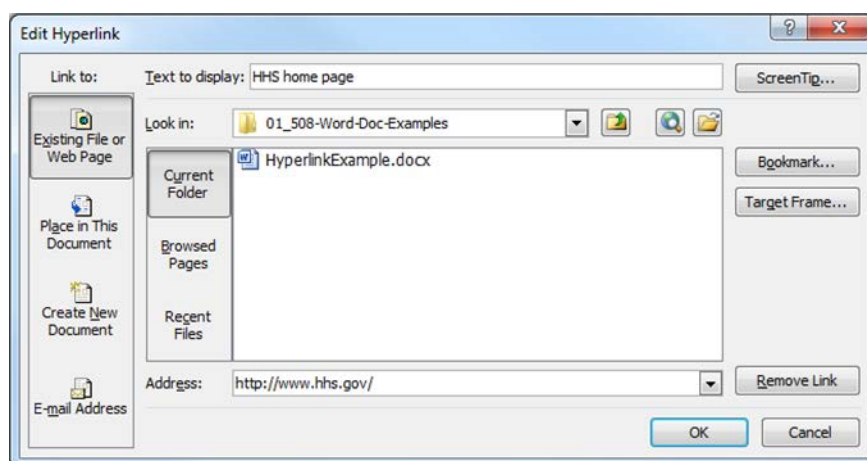 Edit Hyperlink
Link to:
Text to display: HHS home page
ScreenTip...
Existing File or
Web Page
Look in: 01_508-Word-Doc-Examples
Current
Folder
HyperlinkExample.docx
Bookmark...
Target Frame...
Place in This
Document
Browsed
Pages
Create New
Document
Recent
Files
E-mail Address
Address: http://www.hhs.gov/
Remove Link
OK
Cancel